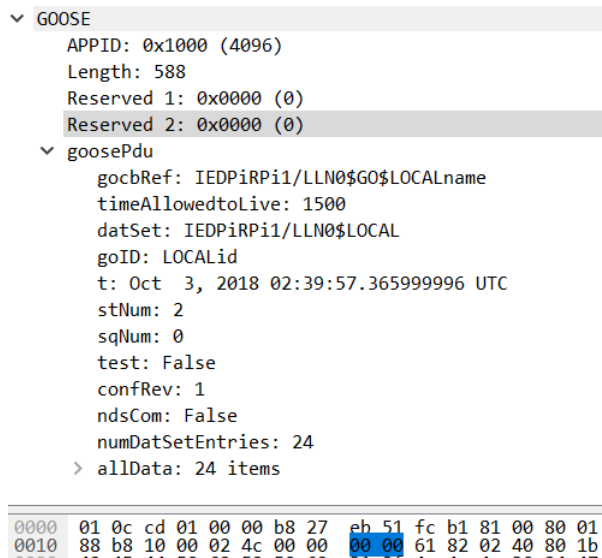 GOOSE
APPID: 0x1000 (4096)
Length: 588
Reserved 1: 0x0000 (0)
Reserved 2: 0x0000 (0)
goosePdu
gocbRef: IEDPiRPi1/LLN0$GO$LOCALname
timeAllowedtoLive: 1500
datSet: IEDPiRPi1/LLN0$LOCAL
goID: LOCALid
t: Oct  3, 2018 02:39:57.365999996 UTC
stNum: 2
sqNum: 0
test: False
confRev: 1
ndsCom: False
numDatSetEntries: 24
allData: 24 items
0000 01 0c cd 01 00 00 b8 27 eb 51 fc b1 81 00 80 01
0010 88 b8 10 00 02 4c 00 00 00 00 61 82 02 40 80 1b